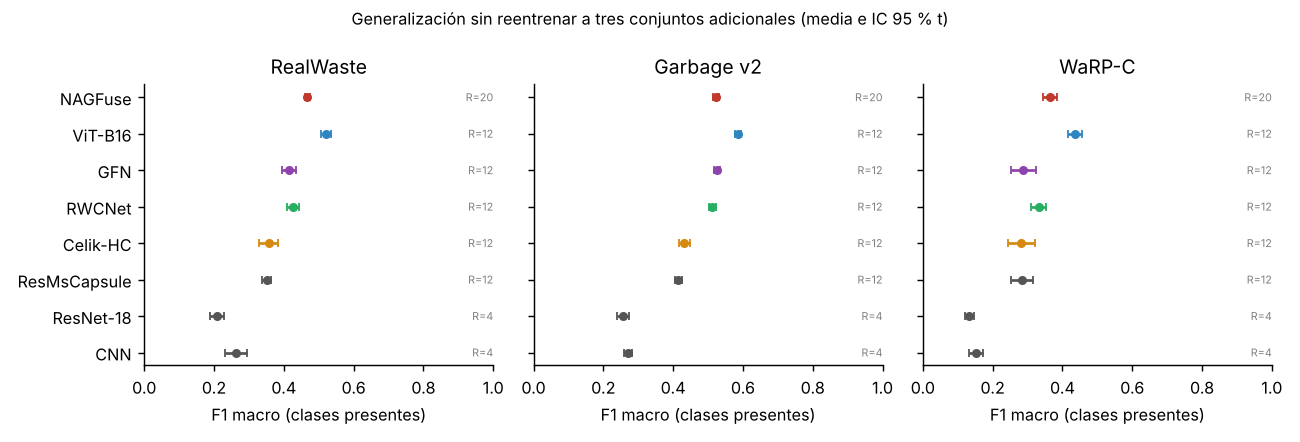 Generalización sin reentrenar a tres conjuntos adicionales (media e IC 95 % t)
RealWaste
Garbage v2
WaRP-C
NAGFuse
ViT-B16
GFN
RWCNet
Celik-HC
ResMsCapsule
ResNet-18
CNN
R=20
R=12
R=12
R=12
R=12
R=12
R=4
R=4
R=20
R=12
R=12
R=12
R=12
R=12
R=4
R=4
R=20
R=12
R=12
R=12
R=12
R=12
R=4
R=4
0.0 0.2 0.4 0.6 0.8 1.0
0.0 0.2 0.4 0.6 0.8 1.0
0.0 0.2 0.4 0.6 0.8 1.0
F1 macro (clases presentes)
F1 macro (clases presentes)
F1 macro (clases presentes)